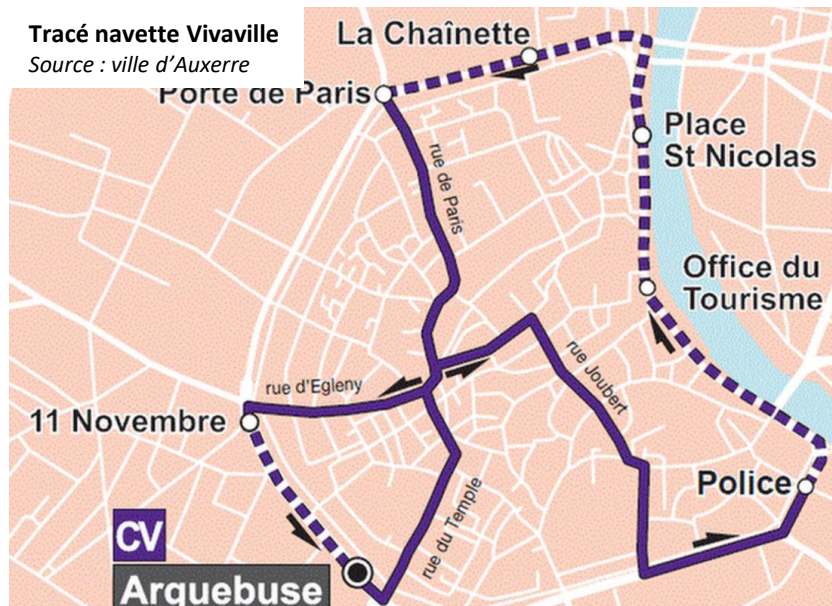 Tracé navette Vivaville
Source : ville d'Auxerre
La Chaînette
Porte de Paris
Place
St Nicolas
rue de Paris
Office du
Tourisme
rue d'Egleny
rue Joubert
11 Novembre
Police
rue du Temple
CV
Arquebuse